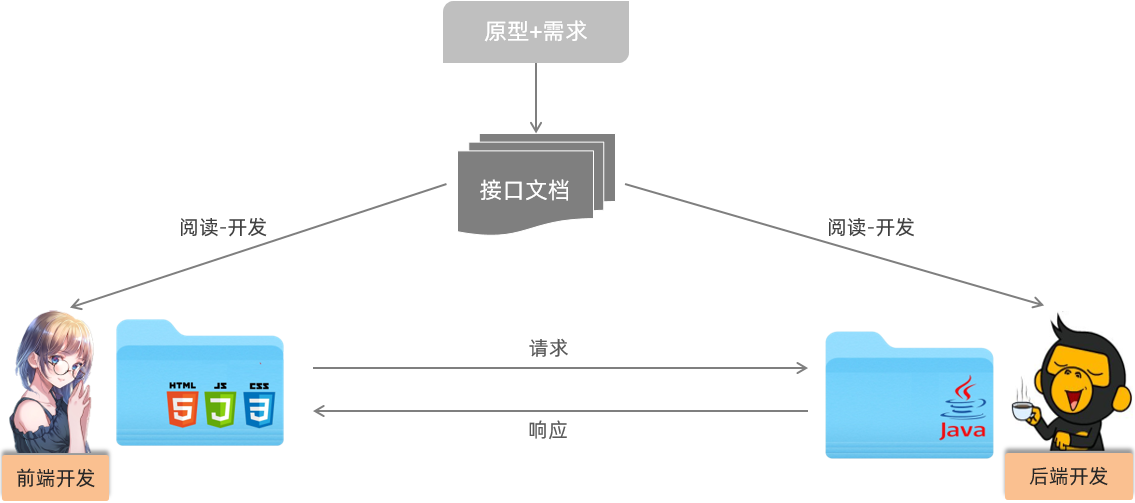 原型+需求
接口文档
阅读-开发
阅读-开发
请求
HTML JS CSS
5 J 3
Java
响应
前端开发
后端开发